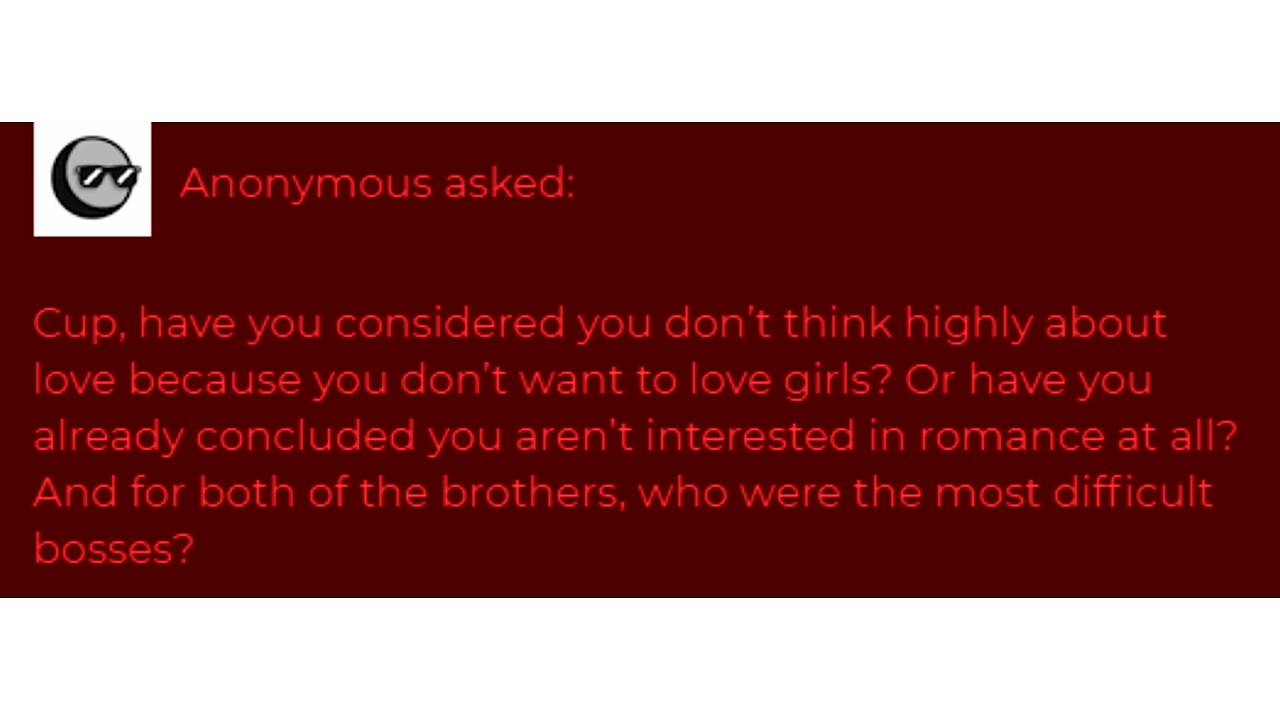 Anonymous asked:
Cup, have you considered you don’t think highly about
love because you don’t want to love girls? Or have you
already concluded you aren’t interested in romance at all?
And for both of the brothers, who were the most difficult
bosses?